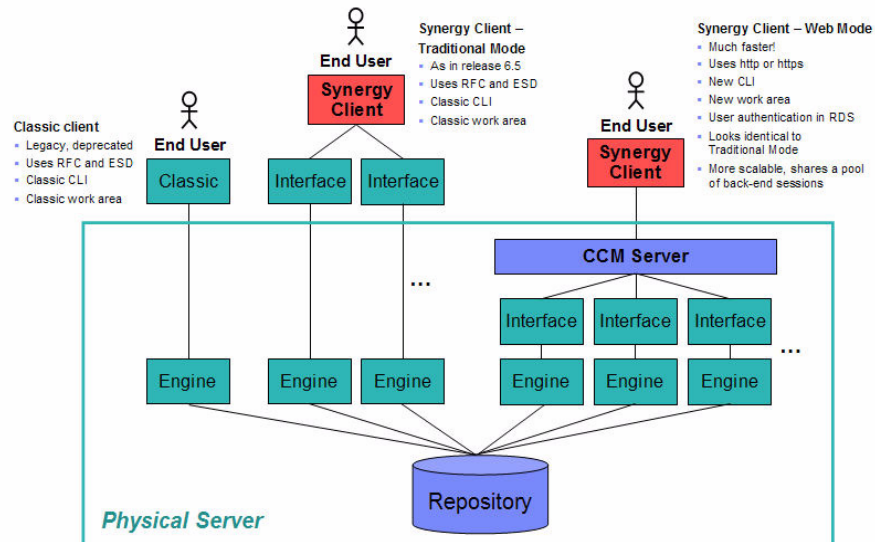 Classic client
Legacy, deprecated
Uses RFC and ESD
Classic CLI
Classic work area
End User
Classic
End User
Synergy
Client
Synergy Client –
Traditional Mode
As in release 6.5
Uses RFC and ESD
Classic CLI
Classic work area
Interface
Interface
End User
Synergy
Client
Synergy Client – Web Mode
Much faster!
Uses http or https
New CLI
New work area
User authentication in RDS
Looks identical to
Traditional Mode
More scalable, shares a pool
of back-end sessions
...
CCM Server
Interface
Interface
Interface
...
Engine
Engine
Engine
Engine
Engine
Engine
Repository
Physical Server